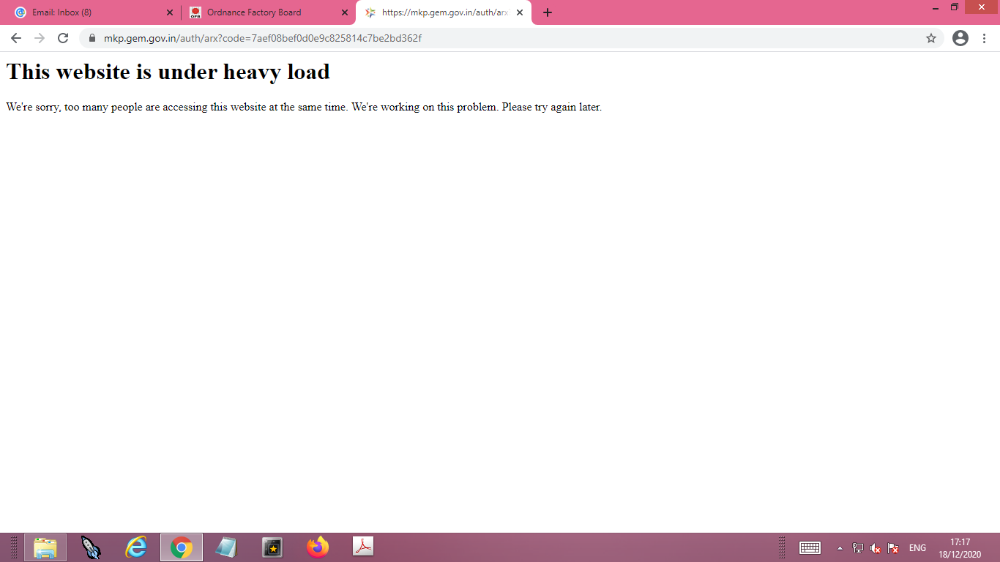 Email: Inbox (8)
OFB Ordnance Factory Board
https://mkp.gem.gov.in/auth/arx
mkp.gem.gov.in/auth/arx?code=7aef08bef0d0e9c825814c7be2bd362f
This website is under heavy load
We're sorry, too many people are accessing this website at the same time. We're working on this problem. Please try again later.
ENG
17:17
18/12/2020